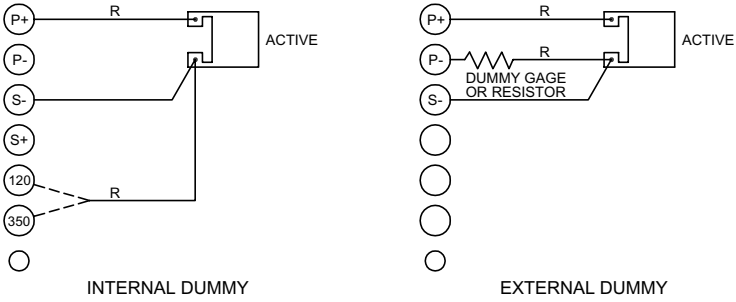 P+
R
ACTIVE
P-
S-
S+
120
R
350
INTERNAL DUMMY
P+
R
ACTIVE
P-
R
DUMMY GAGE
OR RESISTOR
S-
EXTERNAL DUMMY